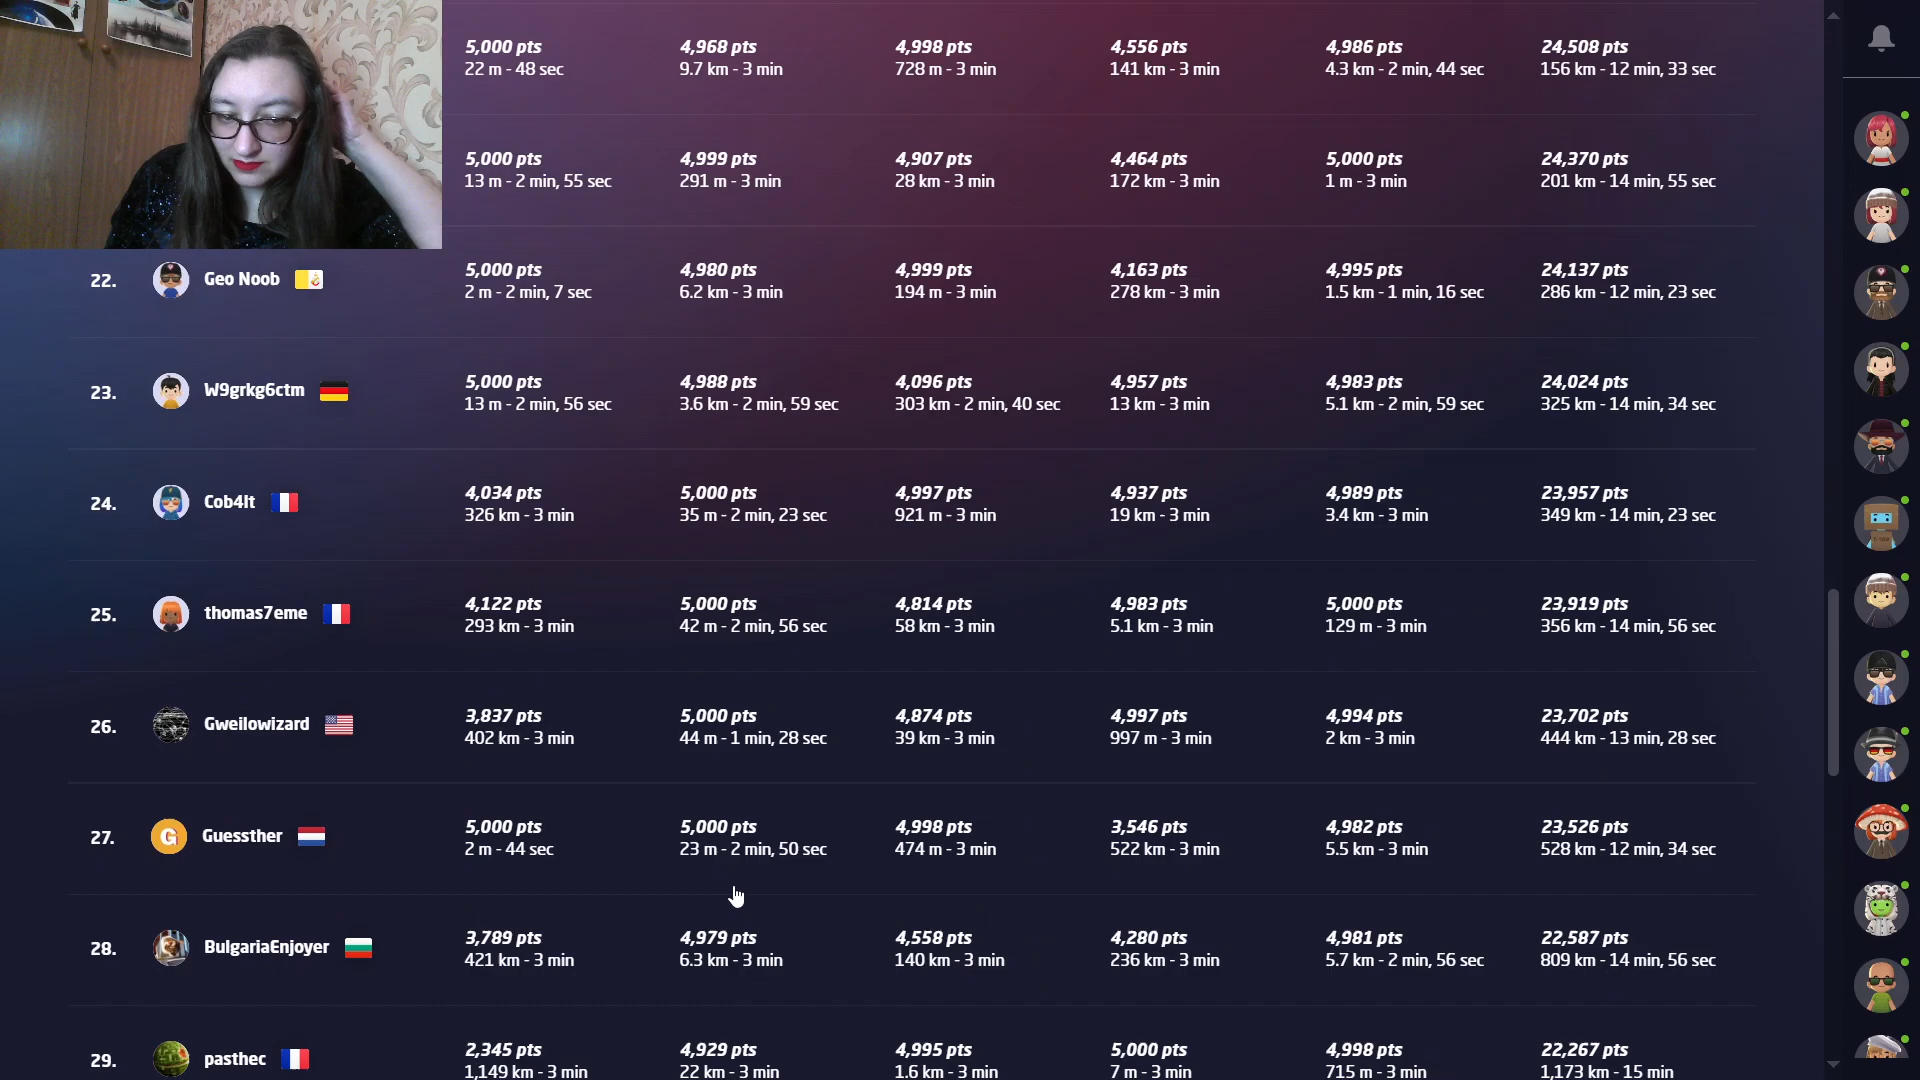 5,000 pts 4,968 pts 4,998 pts 4,556 pts 4,986 pts 24,508 pts
22 m - 48 sec 9.7 km - 3 min 728 m - 3 min 141 km - 3 min 4.3 km - 2 min, 44 sec 156 km - 12 min, 33 sec
5,000 pts 4,999 pts 4,907 pts 4,464 pts 5,000 pts 24,370 pts
13 m - 2 min, 55 sec 291 m - 3 min 28 km - 3 min 172 km - 3 min 1 m - 3 min 201 km - 14 min, 55 sec
22. Geo Noob 5,000 pts 4,980 pts 4,999 pts 4,163 pts 4,995 pts 24,137 pts
2 m - 2 min, 7 sec 6.2 km - 3 min 194 m - 3 min 278 km - 3 min 1.5 km - 1 min, 16 sec 286 km - 12 min, 23 sec
23. W9grkg6ctm 5,000 pts 4,988 pts 4,096 pts 4,957 pts 4,983 pts 24,024 pts
13 m - 2 min, 56 sec 3.6 km - 2 min, 59 sec 303 km - 2 min, 40 sec 13 km - 3 min 5.1 km - 2 min, 59 sec 325 km - 14 min, 34 sec
24. Cob4lt 4,034 pts 5,000 pts 4,997 pts 4,937 pts 4,989 pts 23,957 pts
326 km - 3 min 35 m - 2 min, 23 sec 921 m - 3 min 19 km - 3 min 3.4 km - 3 min 349 km - 14 min, 23 sec
25. thomas7eme 4,122 pts 5,000 pts 4,814 pts 4,983 pts 5,000 pts 23,919 pts
293 km - 3 min 42 m - 2 min, 56 sec 58 km - 3 min 5.1 km - 3 min 129 m - 3 min 356 km - 14 min, 56 sec
26. Gweilowizard 3,837 pts 5,000 pts 4,874 pts 4,997 pts 4,994 pts 23,702 pts
402 km - 3 min 44 m - 1 min, 28 sec 39 km - 3 min 997 m - 3 min 2 km - 3 min 444 km - 13 min, 28 sec
27. G Guessther 5,000 pts 5,000 pts 4,998 pts 3,546 pts 4,982 pts 23,526 pts
2 m - 44 sec 23 m - 2 min, 50 sec 474 m - 3 min 522 km - 3 min 5.5 km - 3 min 528 km - 12 min, 34 sec
28. BulgariaEnjoyer 3,789 pts 4,979 pts 4,558 pts 4,280 pts 4,981 pts 22,587 pts
421 km - 3 min 6.3 km - 3 min 140 km - 3 min 236 km - 3 min 5.7 km - 2 min, 56 sec 809 km - 14 min, 56 sec
29. pasthec 2,345 pts 4,929 pts 4,995 pts 5,000 pts 4,998 pts 22,267 pts
1,149 km - 3 min 22 km - 3 min 1.6 km - 3 min 7 m - 3 min 715 m - 3 min 1,173 km - 15 min